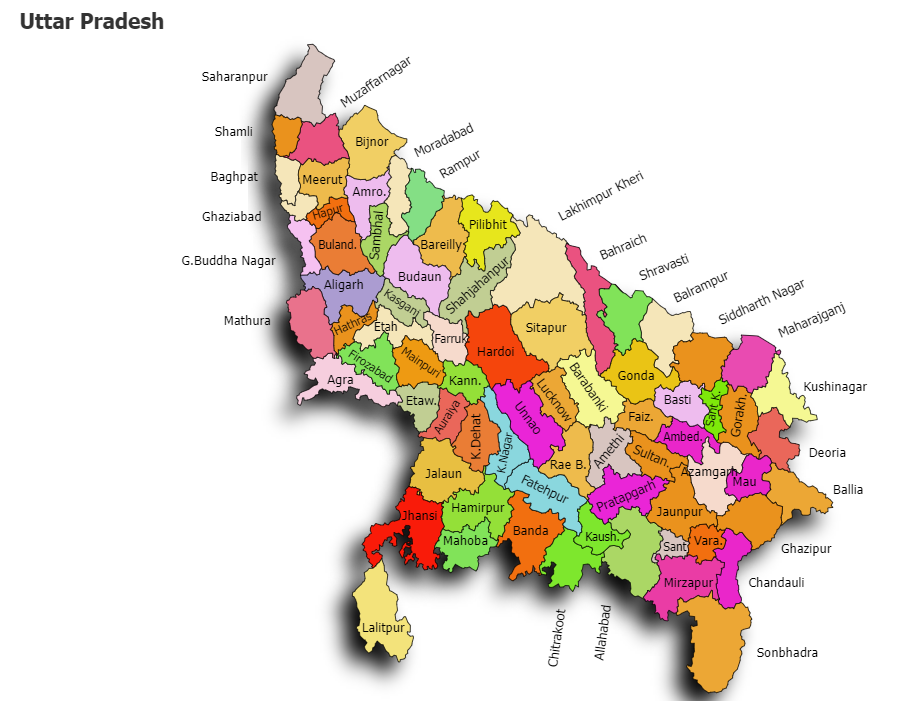 Uttar Pradesh
Saharanpur
Muzaffarnagar
Shamli
Bijnor
Moradabad
Rampur
Baghpat
Meerut
Amro.
Lakhimpur Kheri
Ghaziabad
Hapur
Sambhal
Pilibhit
Buland.
Bareilly
Bahraich
G.Buddha Nagar
Shravasti
Budaun
Shahjahanpur
Aligarh
Balrampur
Kasganj
Siddharth Nagar
Maharajganj
Mathura
Hathras
Etah
Farruk
Sitapur
Hardoi
Firozabad
Mainpuri
Agra
Kann.
Gonda
Barabanki
Lucknow
Kushinagar
Etaw.
Basti
Sant K.
Gorakh.
Auraiya
Unnao
Faiz.
K.Dehat
Ambed.
K.Nagar
Amethi
Sultan.
Deoria
Rae B.
Azamgarh
Jalaun
Mau
Ballia
Fatehpur
Pratapgarh
Jhansi
Hamirpur
Jaunpur
Banda
Kaush.
Mahoba
Vara.
Sant
Ghazipur
Mirzapur
Chandauli
Lalitpur
Chitrakoot
Allahabad
Sonbhadra